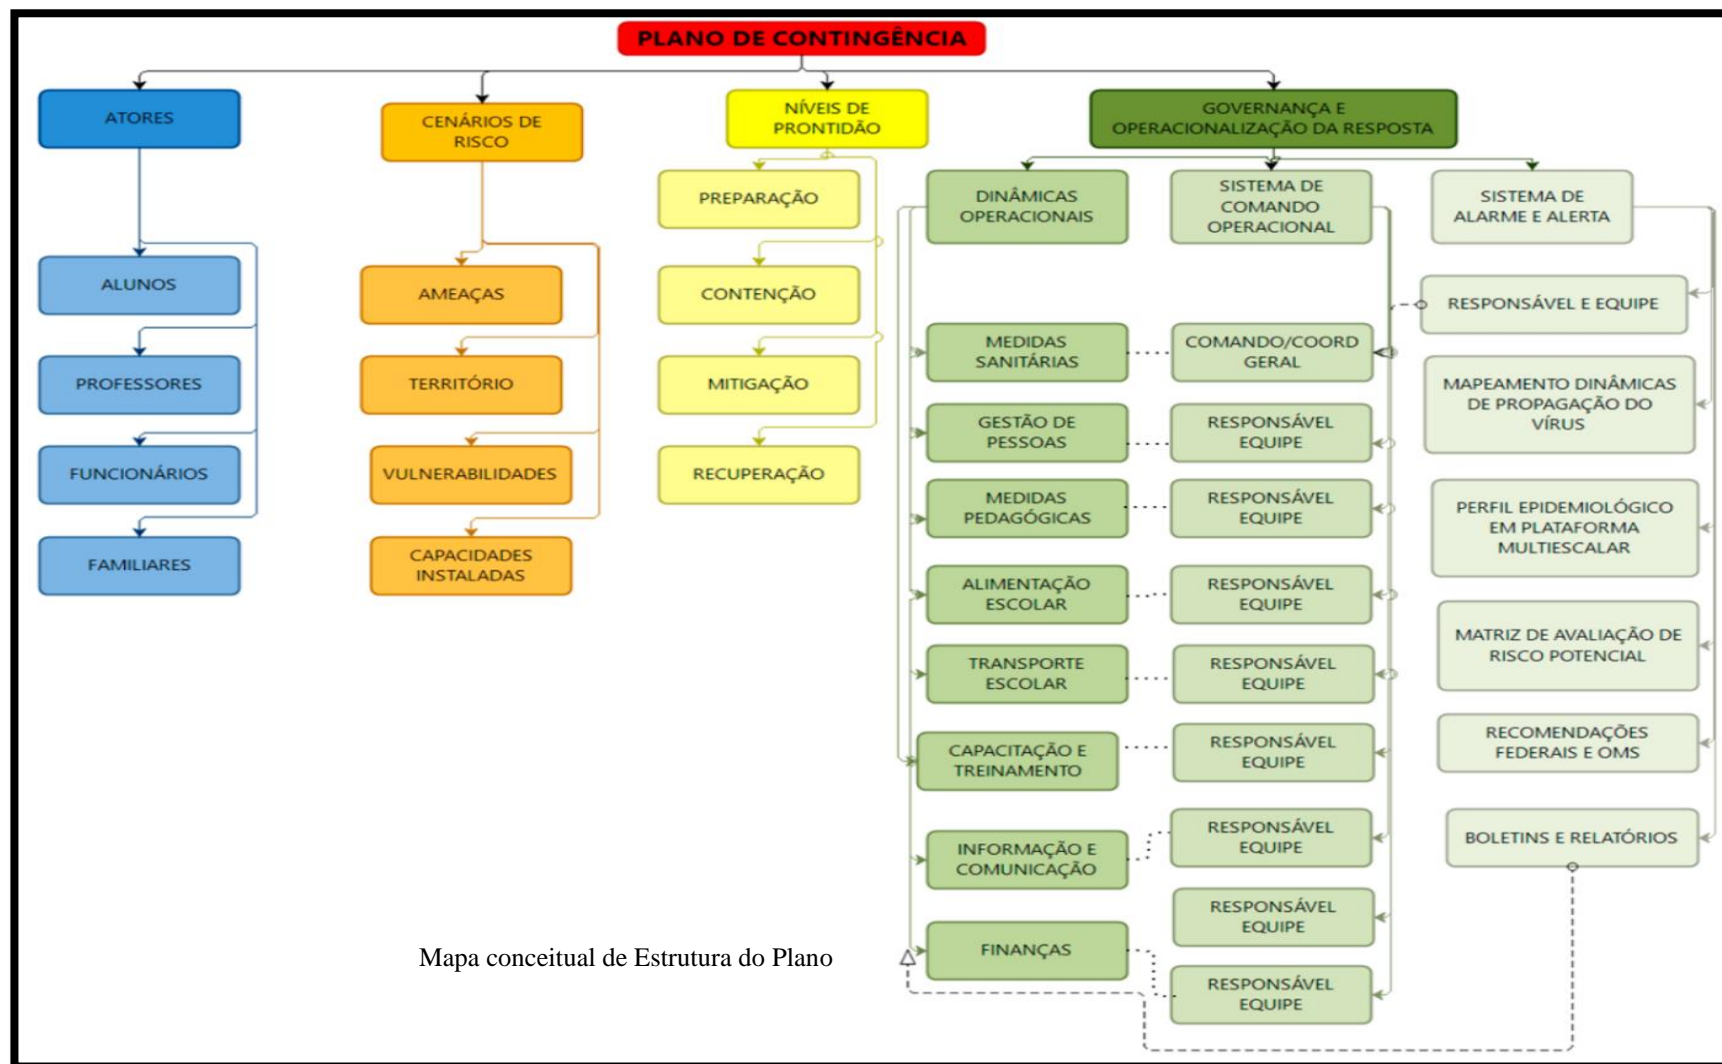 PLANO DE CONTINGÊNCIA
ATORES
ALUNOS
PROFESSORES
FUNCIONÁRIOS
FAMILIARES
CENÁRIOS DE
RISCO
AMEAÇAS
TERRITÓRIO
VULNERABILIDADES
CAPACIDADES
INSTALADAS
NÍVEIS DE
PRONTIDÃO
PREPARAÇÃO
CONTENÇÃO
MITIGAÇÃO
RECUPERAÇÃO
GOVERNANÇA E
OPERACIONALIZAÇÃO DA RESPOSTA
DINÂMICAS
OPERACIONAIS
MEDIDAS
SANITÁRIAS
GESTÃO DE
PESSOAS
MEDIDAS
PEDAGÓGICAS
ALIMENTAÇÃO
ESCOLAR
TRANSPORTE
ESCOLAR
CAPACITAÇÃO E
TREINAMENTO
INFORMAÇÃO E
COMUNICAÇÃO
FINANÇAS
SISTEMA DE
COMANDO
OPERACIONAL
COMANDO/COORD
GERAL
RESPONSÁVEL
EQUIPE
RESPONSÁVEL
EQUIPE
RESPONSÁVEL
EQUIPE
RESPONSÁVEL
EQUIPE
RESPONSÁVEL
EQUIPE
RESPONSÁVEL
EQUIPE
RESPONSÁVEL
EQUIPE
RESPONSÁVEL
EQUIPE
SISTEMA DE
ALARME E ALERTA
RESPONSÁVEL E EQUIPE
MAPEAMENTO DINÂMICAS
DE PROPAGAÇÃO DO
VÍRUS
PERFIL EPIDEMIOLÓGICO
EM PLATAFORMA
MULTIESCALAR
MATRIZ DE AVALIAÇÃO DE
RISCO POTENCIAL
RECOMENDAÇÕES
FEDERAIS E OMS
BOLETINS E RELATÓRIOS
Mapa conceitual de Estrutura do Plano